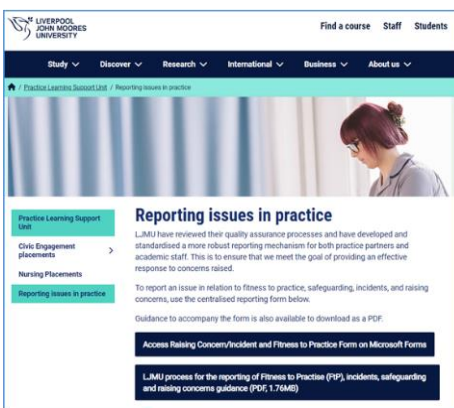 LIVERPOOL
JOHN MOORES
UNIVERSITY
Find a course Staff Students
Study Discover Research International Business About us
/ Practice Learning Support Unit / Reporting issues in practice
Practice Learning Support
Unit
Civic Engagement
placements
Nursing Placements
Reporting issues in practice
Reporting issues in practice
LJMU have reviewed their quality assurance processes and have developed and
standardised a more robust reporting mechanism for both practice partners and
academic staff. This is to ensure that we meet the goal of providing an effective
response to concerns raised.
To report an issue in relation to fitness to practice, safeguarding, incidents, and raising
concerns, use the centralised reporting form below.
Guidance to accompany the form is also available to download as a PDF.
Access Raising Concern/Incident and Fitness to Practice Form on Microsoft Forms
LJMU process for the reporting of Fitness to Practise (FtP), incidents, safeguarding
and raising concerns guidance (PDF, 1.76MB)